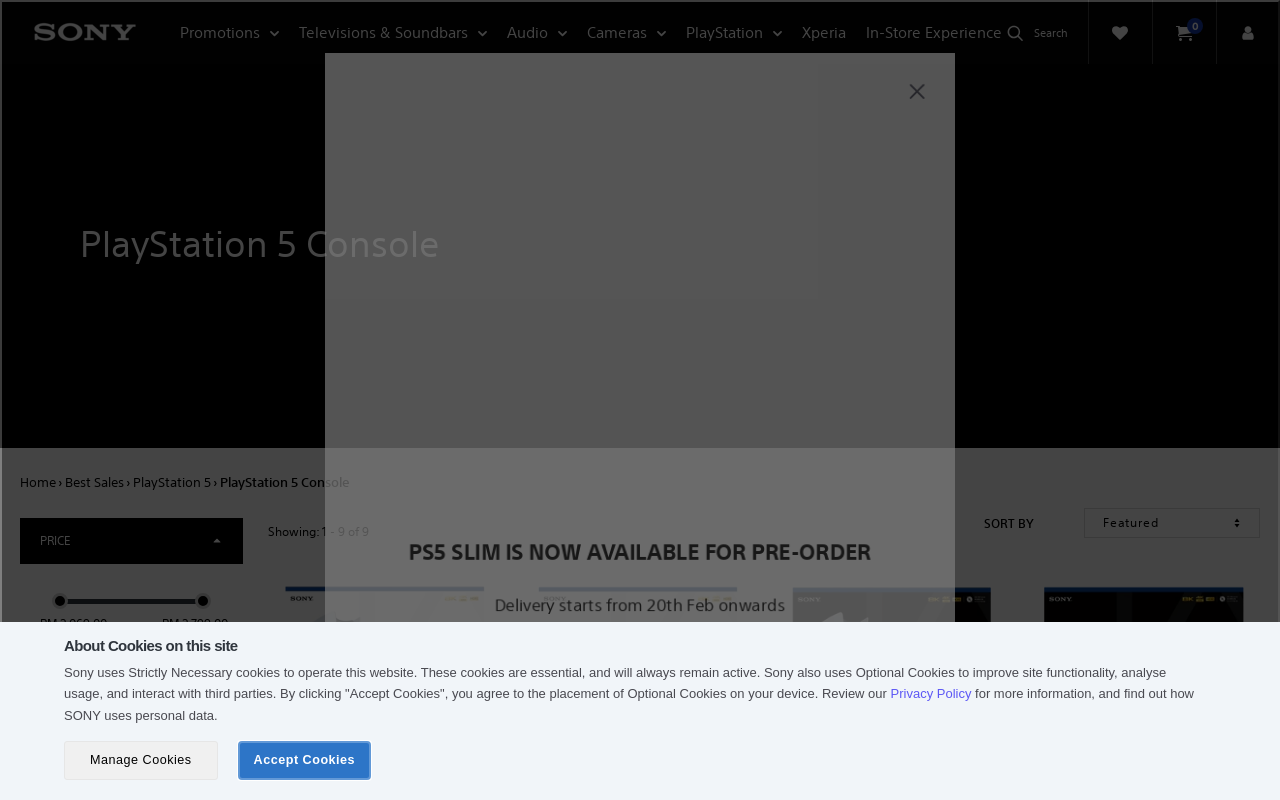 SONY
Promotions
Televisions & Soundbars
Audio
Cameras
PlayStation
Xperia
In-Store Experience
Search
0
PlayStation 5 Console
Home › Best Sales › PlayStation 5 › PlayStation 5 Console
PRICE
Showing: 1 - 9 of 9
SORT BY
Featured
PS5 SLIM IS NOW AVAILABLE FOR PRE-ORDER
Delivery starts from 20th Feb onwards
SONY
SONY
SONY
SONY
About Cookies on this site
Sony uses Strictly Necessary cookies to operate this website. These cookies are essential, and will always remain active. Sony also uses Optional Cookies to improve site functionality, analyse
usage, and interact with third parties. By clicking "Accept Cookies", you agree to the placement of Optional Cookies on your device. Review our Privacy Policy for more information, and find out how
SONY uses personal data.
Manage Cookies
Accept Cookies